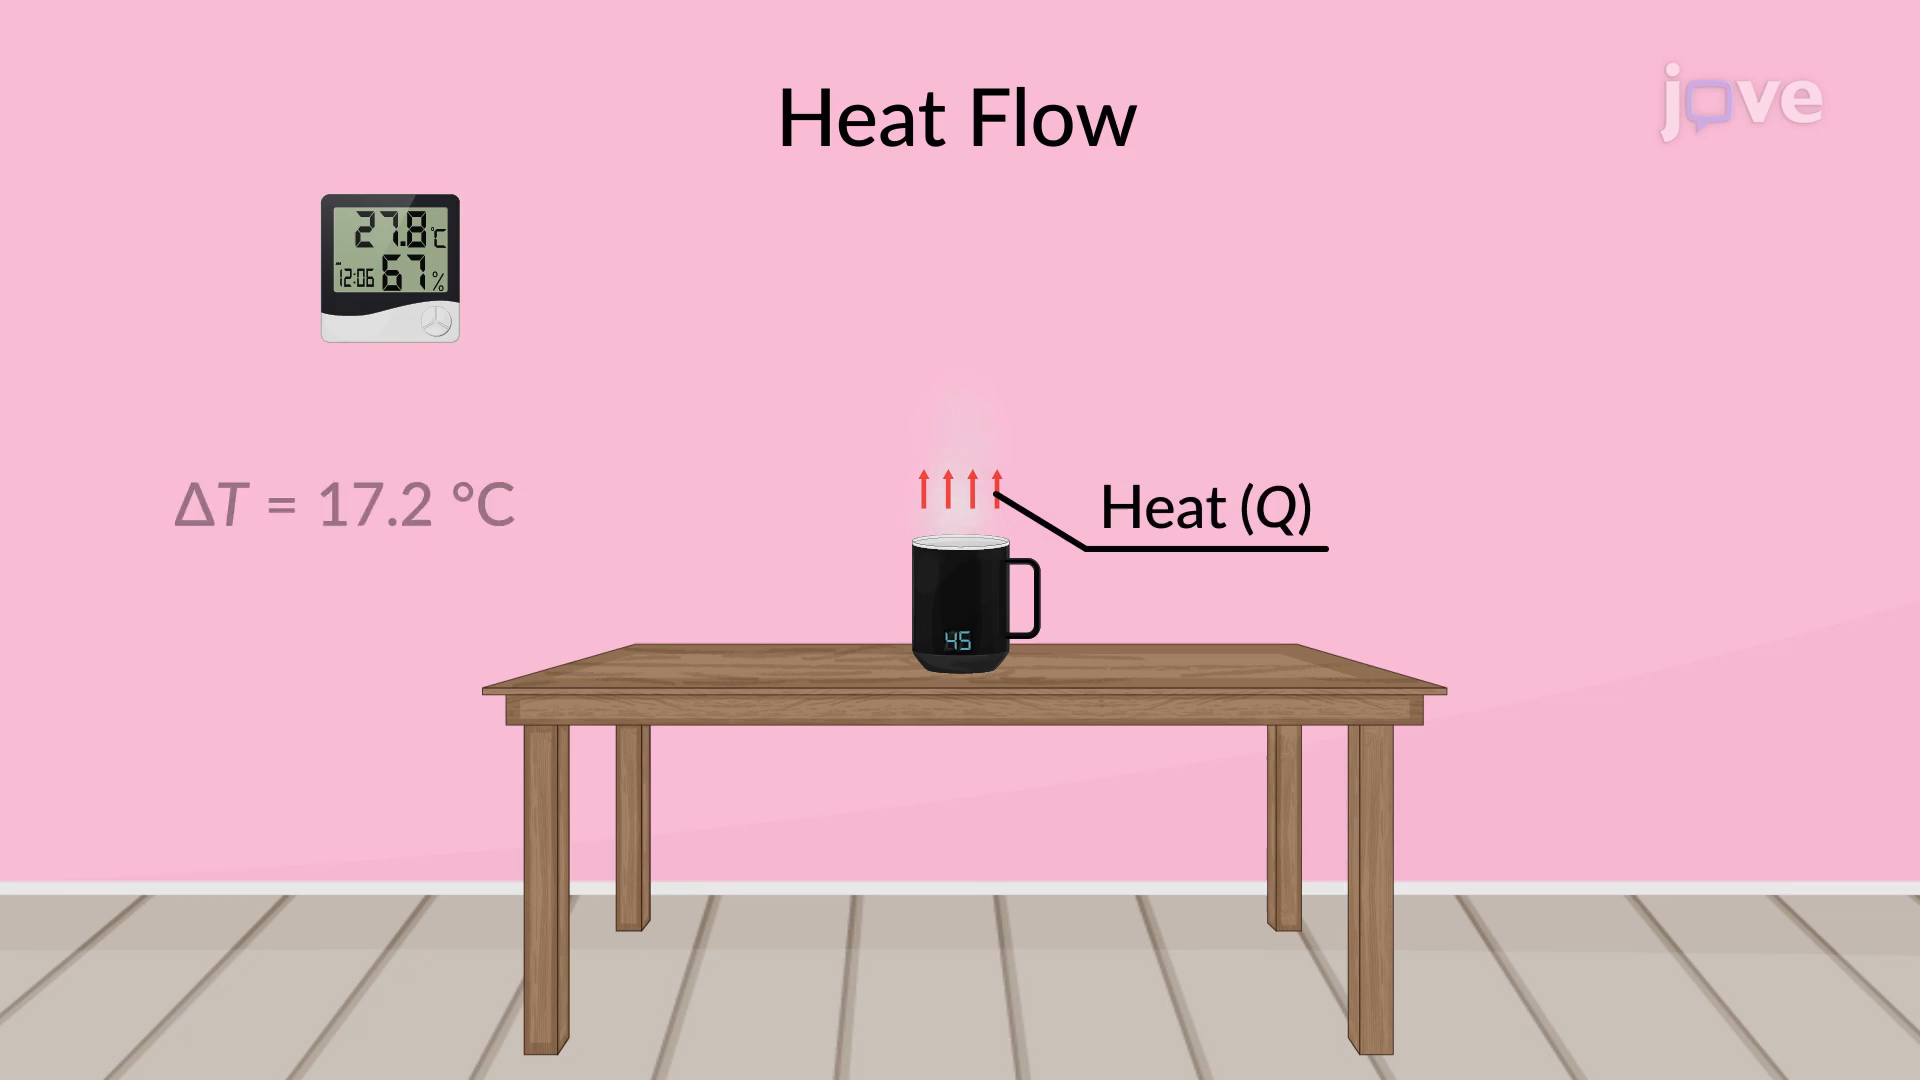 Heat Flow
jove
27.8 °C
12:06 67 %
ΔT = 17.2 °C
Heat (Q)
45